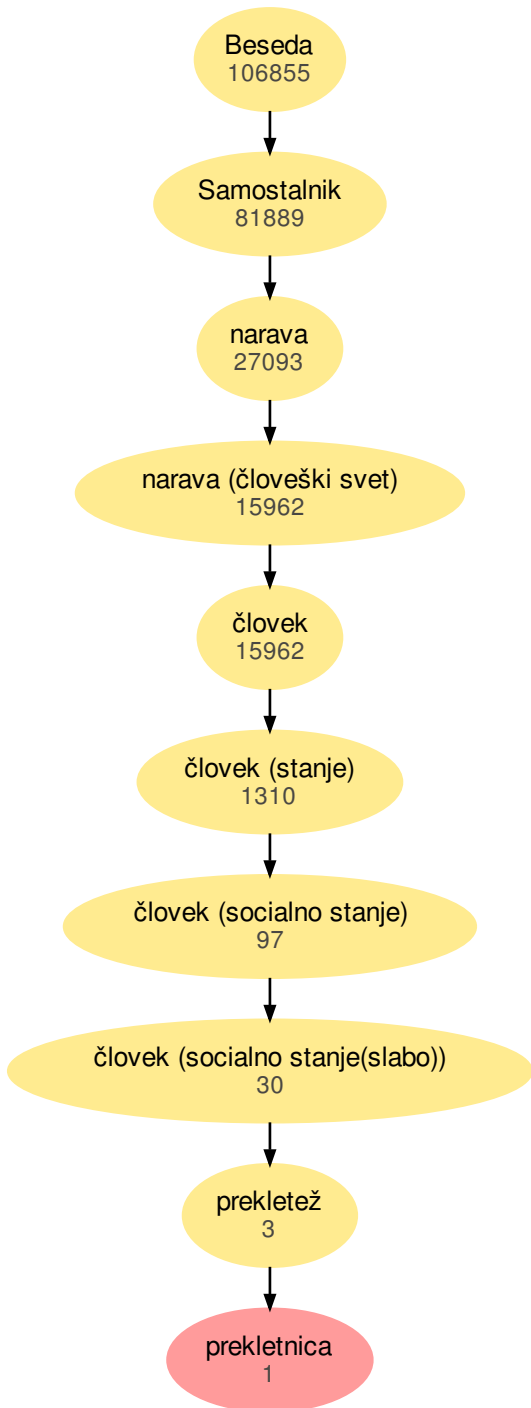 Beseda
106855
Samostalnik
81889
narava
27093
narava (človeški svet)
15962
človek
15962
človek (stanje)
1310
človek (socialno stanje)
97
človek (socialno stanje(slabo))
30
prekletež
3
prekletnica
1